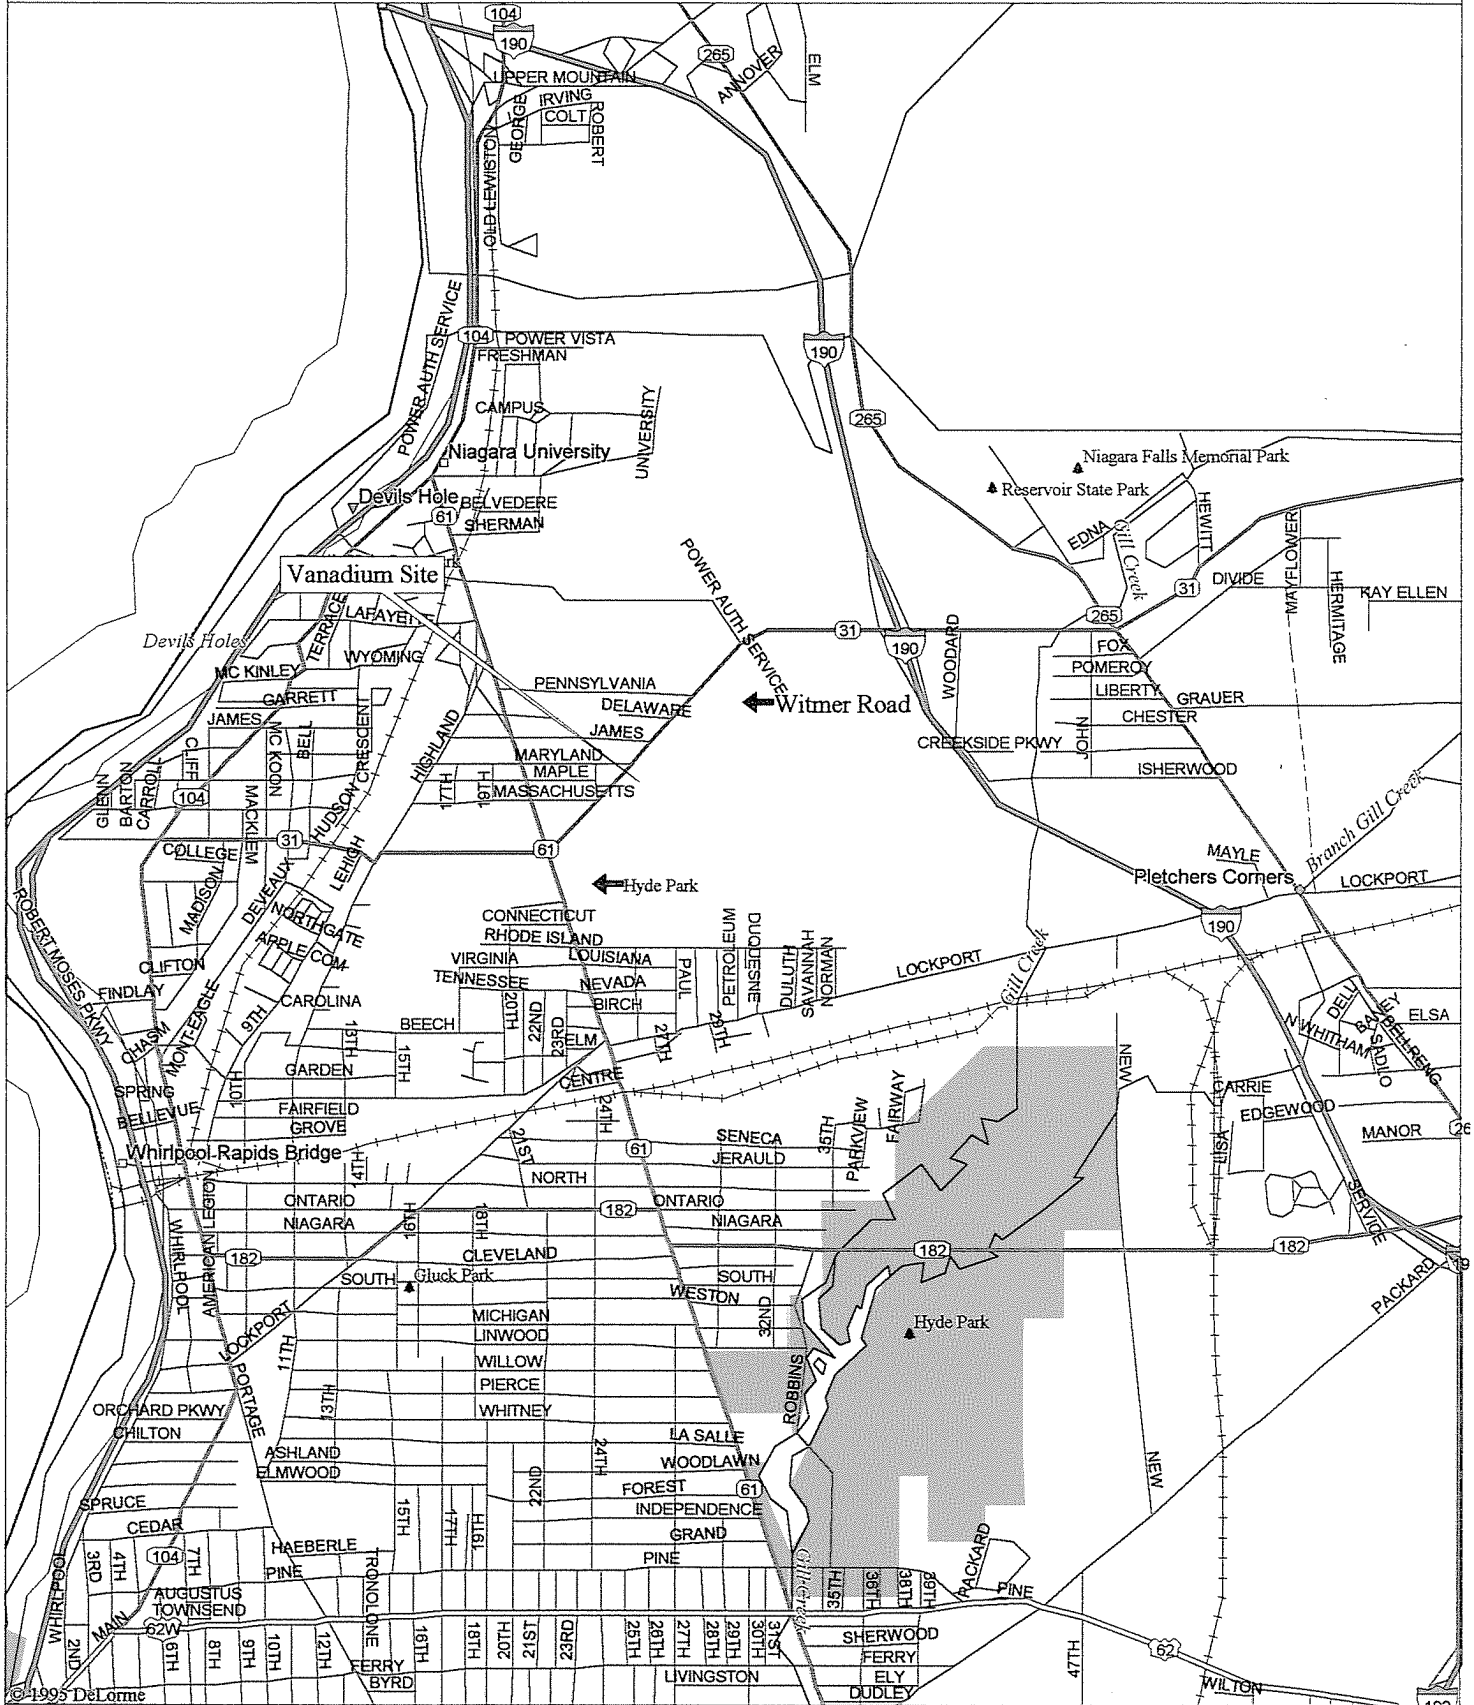 104
190
265
ANNOVER
ELM
UPPER MOUNTAIN
IRVING
COLT
GEORGE
ROBERT
OLD LEWISTON
POWER AUTH SERVICE
104
POWER VISTA
FRESHMAN
190
CAMPUS
265
UNIVERSITY
Niagara University
Niagara Falls Memorial Park
Reservoir State Park
Devils Hole
BELVEDERE
61
SHERMAN
EDNA
Gill Creek
HEWITT
MAYFLOWER
HERMITAGE
Vanadium Site
POWER AUTH SERVICE
DIVIDE
31
KAY ELLEN
TERRACE
LAFAYET
265
Devils Holes
31
190
WOODARD
FOX
WYOMING
POMEROY
MC KINLEY
PENNSYLVANIA
LIBERTY
GRAUER
GARRETT
DELAWARE
Witmer Road
CHESTER
JAMES
JAMES
MC KOON
BELL
CRESCENT
HIGHLAND
CREEKSIDE PKWY
JOHN
CLIFF
MARYLAND
MAPLE
ISHERWOOD
GLENN
BARTON
CARROLL
104
17TH
16TH
MASSACHUSETTS
MACKLEM
HUDSON
31
61
COLLEGE
LEHIGH
MAYLE
Branch Gill Creek
Pletchers Corners
LOCKPORT
Hyde Park
MADISON
DEVEAUX
NORTHGATE
CONNECTICUT
RHODE ISLAND
190
ROBERT MOSES PKWY
APPLE COM
VIRGINIA
LOUISIANA
PAUL
PETROLEUM
DUQDESNE
DULUTH
SAVANNAH
NORMAN
LOCKPORT
Gill Creek
CLIFTON
TENNESSEE
NEVADA
FINDLAY
CAROLINA
BIRCH
20TH
22ND
23RD
DELL
BALEY
BELLRENG
ELSA
MONT-EAGLE
9TH
13TH
BEECH
ELM
27TH
29TH
N WHITHAM
SADILO
CHASM
15TH
NEW
GARDEN
CENTRE
SPRING
10TH
CARRIE
BELLEVUE
FAIRFIELD
24TH
35TH
PARKVIEW
FAIRWAY
EDGEWOOD
GROVE
21ST
61
SENECA
LISA
MANOR
26
Whirlpool Rapids Bridge
JERAULD
14TH
NORTH
ONTARIO
16TH
18TH
182
ONTARIO
NIAGARA
NIAGARA
SERVICE
WHIRLPOOL
AMERICAN LEGION
182
CLEVELAND
182
182
SOUTH
Gluck Park
SOUTH
WESTON
PACKARD
19
MICHIGAN
32ND
LOCKPORT
LINWOOD
Hyde Park
11TH
WILLOW
PORTAGE
PIERCE
ROBBINS
13TH
WHITNEY
ORCHARD PKWY
CHILTON
LA SALLE
ASHLAND
24TH
WOODLAWN
ELMWOOD
22ND
61
NEW
FOREST
SPRUCE
15TH
17TH
19TH
INDEPENDENCE
CEDAR
GRAND
HAEBERLE
PACKARD
WHIRLPOOL
3RD
4TH
104
7TH
PINE
TRONOLONE
PINE
Gill Creek
35TH
36TH
38TH
39TH
PINE
AUGUSTUS
TOWNSEND
MAIN
62W
2ND
6TH
8TH
9TH
10TH
12TH
16TH
18TH
20TH
21ST
23RD
25TH
26TH
27TH
28TH
29TH
30TH
31ST
SHERWOOD
47TH
62
FERRY
FERRY
BYRD
LIVINGSTON
ELY
WILTON
DUDLEY
© 1995 DeLorme